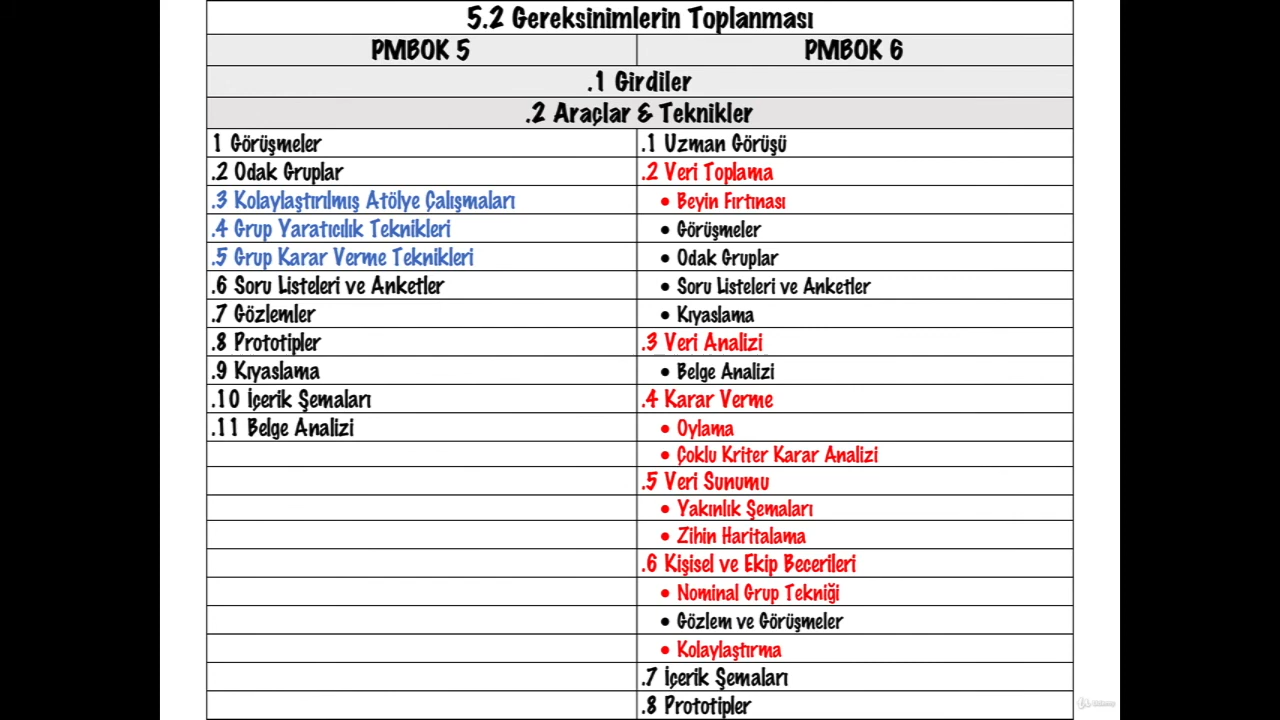 5.2 Gereksinimlerin Toplanması
PMBOK 5 PMBOK 6
.1 Girdiler
.2 Araçlar & Teknikler
1 Görüşmeler .1 Uzman Görüşü
.2 Odak Gruplar .2 Veri Toplama
.3 Kolaylaştırılmış Atölye Çalışmaları • Beyin Fırtınası
.4 Grup Yaratıcılık Teknikleri • Görüşmeler
.5 Grup Karar Verme Teknikleri • Odak Gruplar
.6 Soru Listeleri ve Anketler • Soru Listeleri ve Anketler
.7 Gözlemler • Kıyaslama
.8 Prototipler .3 Veri Analizi
.9 Kıyaslama • Belge Analizi
.10 İçerik Şemaları .4 Karar Verme
.11 Belge Analizi • Oylama
• Çoklu Kriter Karar Analizi
.5 Veri Sunumu
• Yakınlık Şemaları
• Zihin Haritalama
.6 Kişisel ve Ekip Becerileri
• Nominal Grup Tekniği
• Gözlem ve Görüşmeler
• Kolaylaştırma
.7 İçerik Şemaları
.8 Prototipler
Udemy